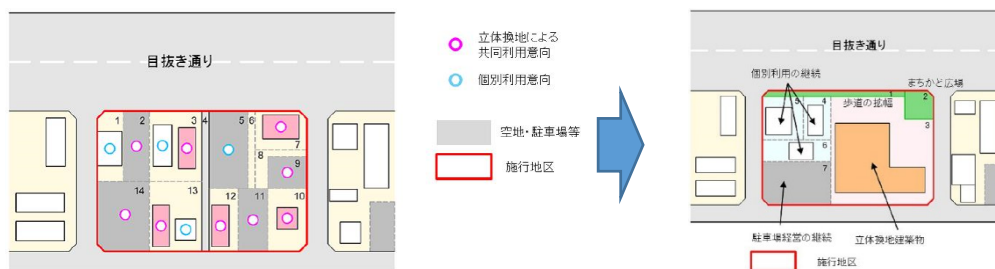 目抜き通り
1
2
3
4
5
6
7
8
9
10
11
12
13
14
立体換地による
共同利用意向
個別利用意向
空地・駐車場等
施行地区
目抜き通り
個別利用の継続
まちかど広場
歩道の拡幅
1
2
3
4
5
6
7
駐車場経営の継続
立体換地建築物
施行地区